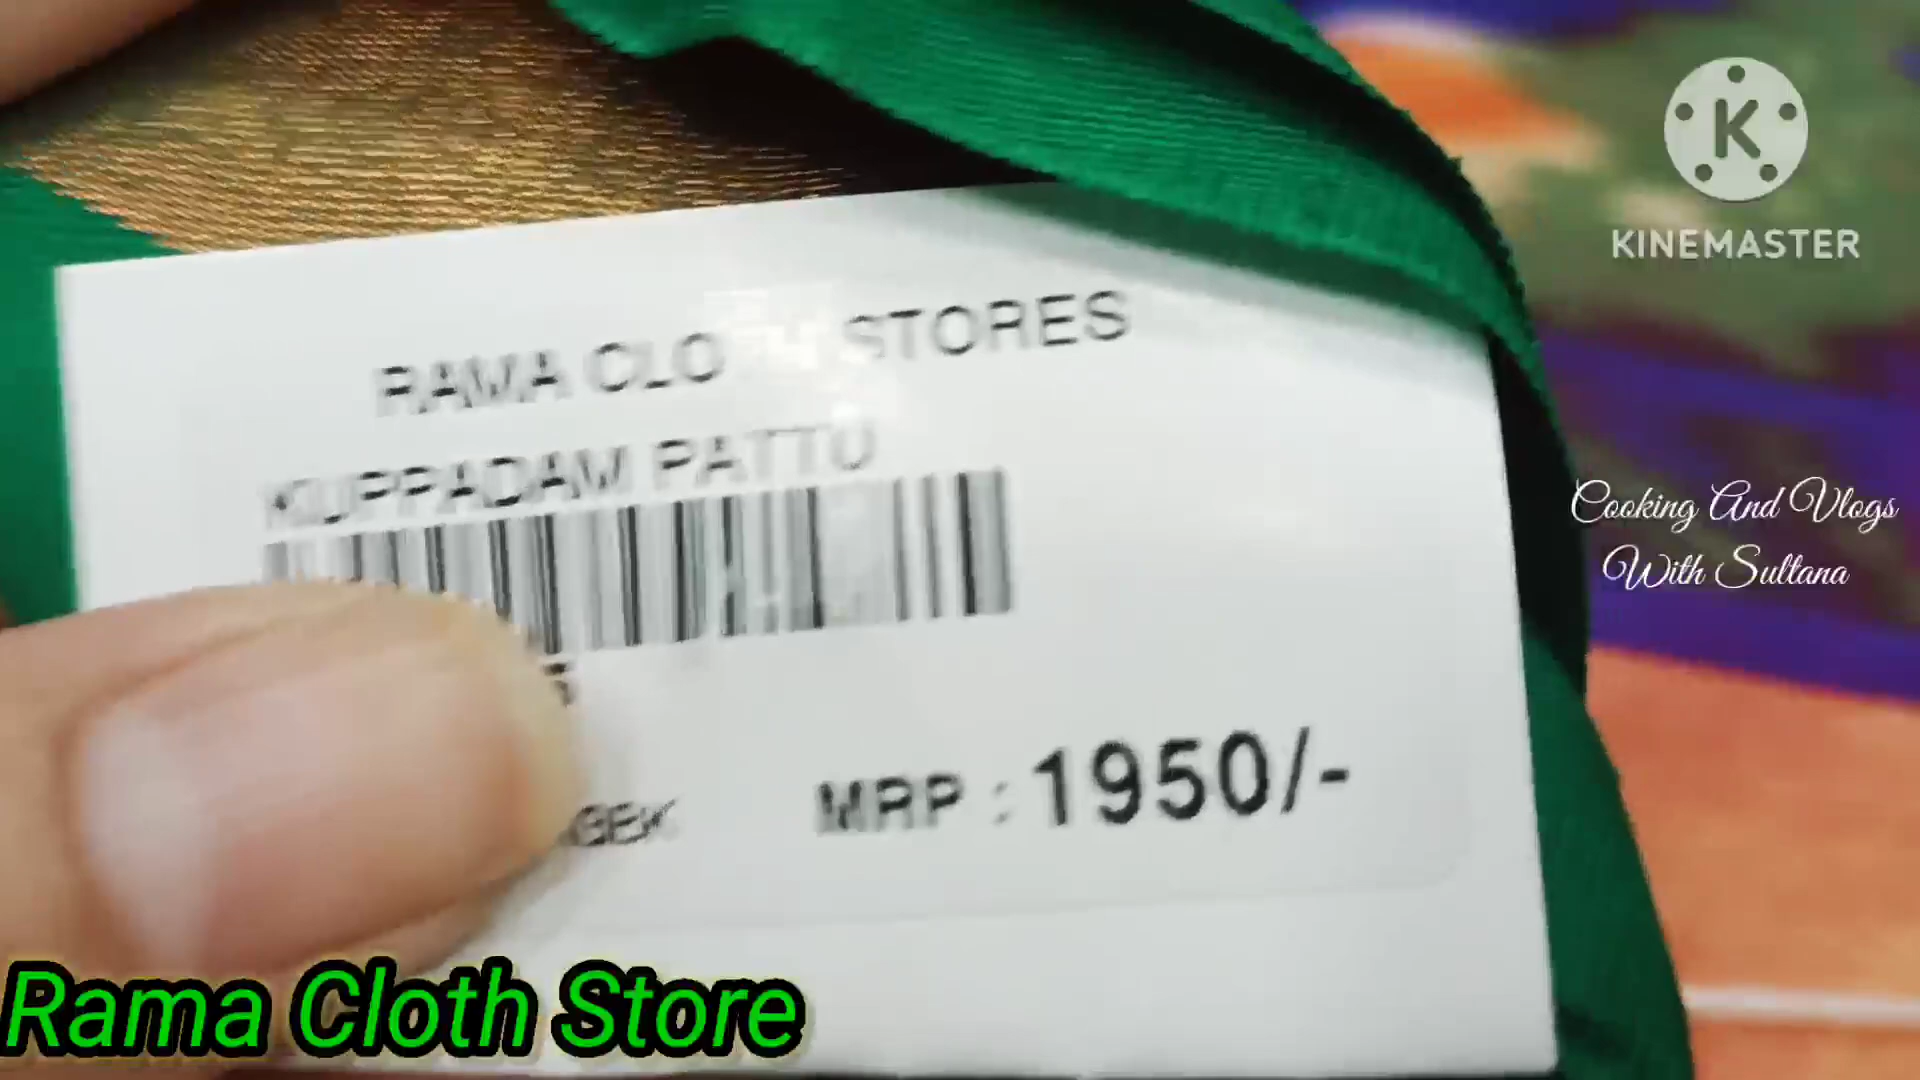 K
KINEMASTER
RAMA CLO STORES
KUPPADAM PATTU
Cooking And Vlogs
With Sultana
MRP : 1950/-
Rama Cloth Store